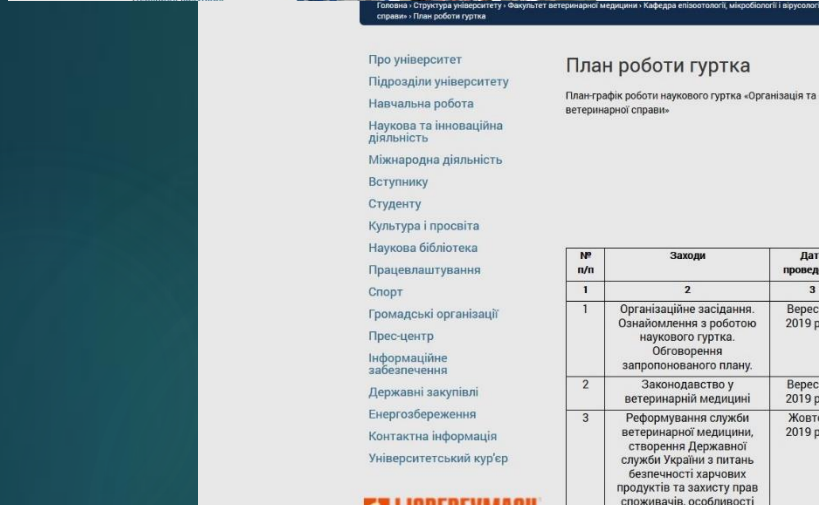 Головна › Структура університету › Факультет ветеринарної медицини › Кафедра епізоотології, мікробіології і вірусології
справи» › План роботи гуртка
Про університет
Підрозділи університету
Навчальна робота
Наукова та інноваційна
діяльність
Міжнародна діяльність
Вступнику
Студенту
Культура і просвіта
Наукова бібліотека
Працевлаштування
Спорт
Громадські організації
Прес-центр
Інформаційне
забезпечення
Державні закупівлі
Енергозбереження
Контактна інформація
Університетський кур'єр
План роботи гуртка
План-графік роботи наукового гуртка «Організація та
ветеринарної справи»
№ Заходи Дат
п/п провед
1 2 3
1 Організаційне засідання. Верес
Ознайомлення з роботою 2019 р
наукового гуртка.
Обговорення
запропонованого плану.
2 Законодавство у Верес
ветеринарній медицині 2019 р
3 Реформування служби Жовт
ветеринарної медицини, 2019 р
створення Державної
служби України з питань
безпечності харчових
продуктів та захисту прав
споживачів, особливості